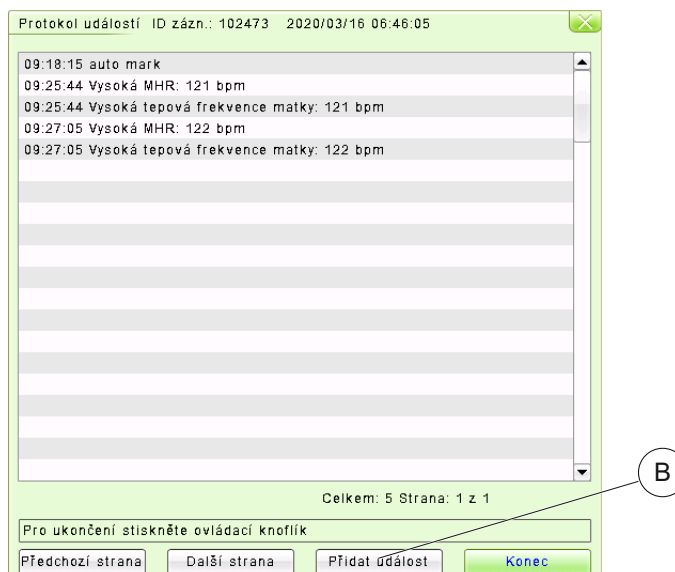 Protokol událostí ID zázn.: 102473 2020/03/16 06:46:05
09:18:15 auto mark
09:25:44 Vysoká MHR: 121 bpm
09:25:44 Vysoká tepová frekvence matky: 121 bpm
09:27:05 Vysoká MHR: 122 bpm
09:27:05 Vysoká tepová frekvence matky: 122 bpm
B
Celkem: 5 Strana: 1 z 1
Pro ukončení stiskněte ovládací knoflík
Předchozí strana Další strana Přidat událost Konec